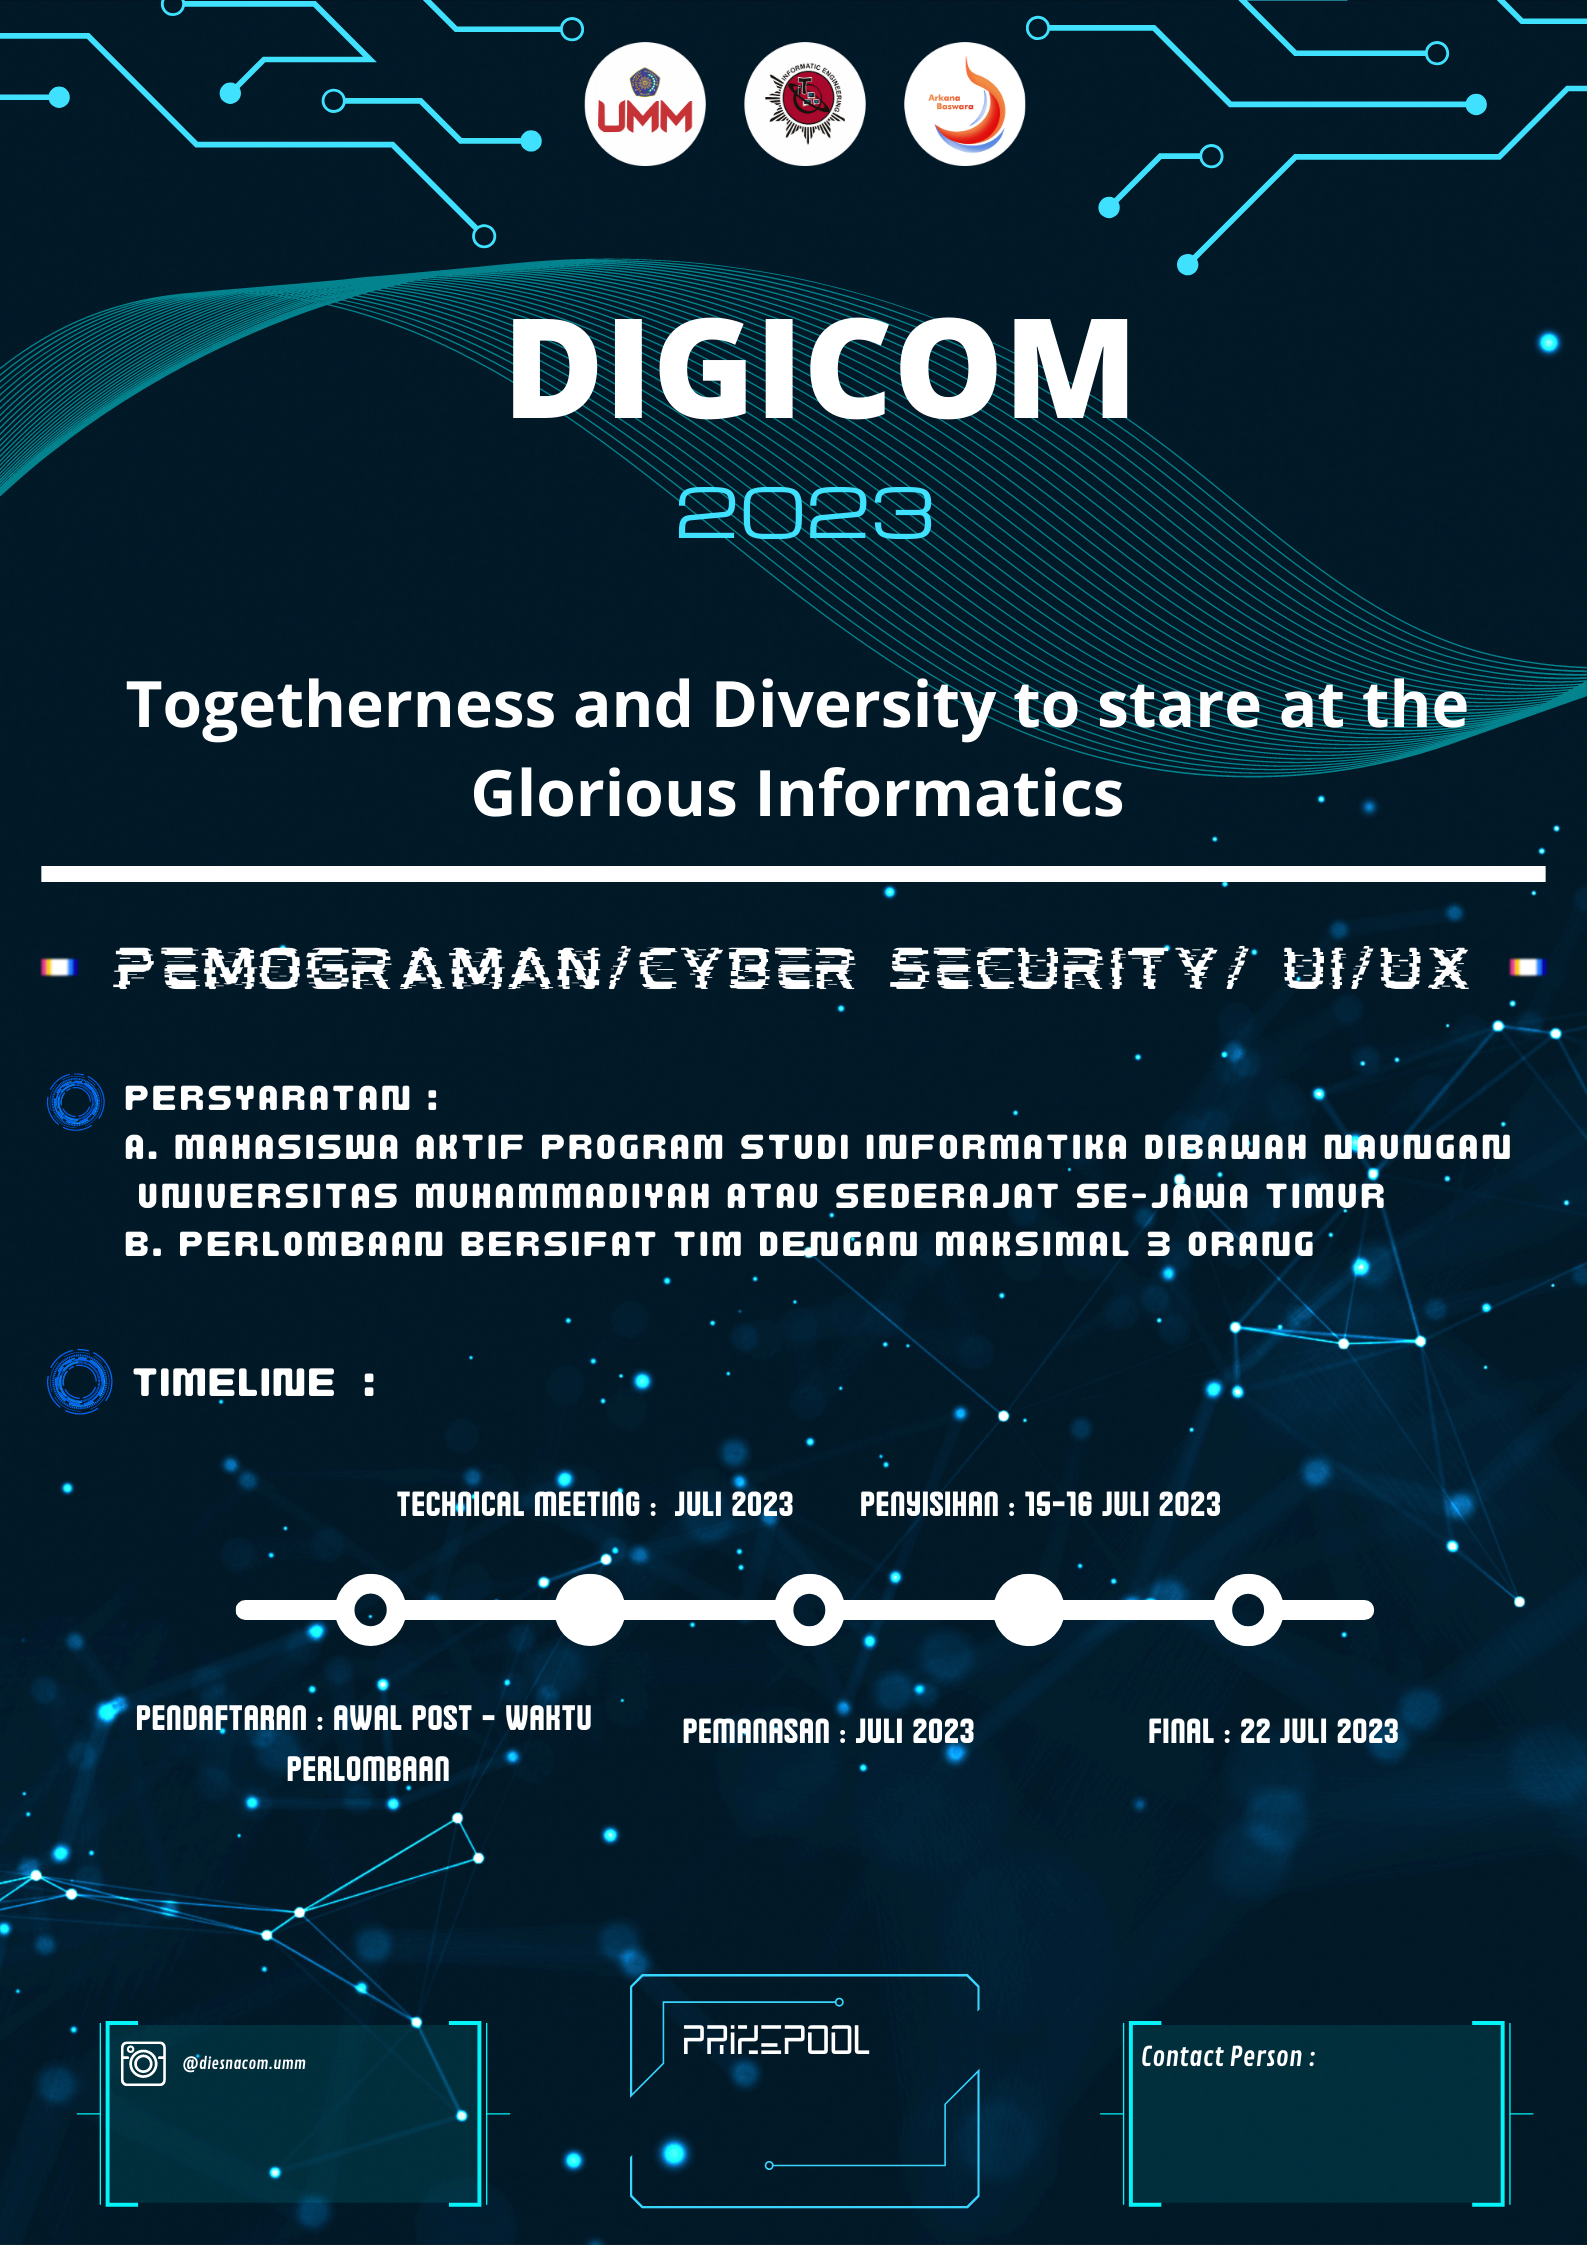 UMM
INFORMATIC ENGINEERING
Arkana
Baswara
DIGICOM
2023
Togetherness and Diversity to stare at the
Glorious Informatics
PEMOGRAMAN/CYBER SECURITY/ UI/UX
PERSYARATAN :
A. MAHASISWA AKTIF PROGRAM STUDI INFORMATIKA DIBAWAH NAUNGAN
UNIVERSITAS MUHAMMADIYAH ATAU SEDERAJAT SE-JAWA TIMUR
B. PERLOMBAAN BERSIFAT TIM DENGAN MAKSIMAL 3 ORANG
TIMELINE :
TECHNICAL MEETING : JULI 2023
PENYISIHAN : 15-16 JULI 2023
PENDAFTARAN : AWAL POST - WAKTU
PERLOMBAAN
PEMANASAN : JULI 2023
FINAL : 22 JULI 2023
@diesnacom.umm
PRIZEPOOL
Contact Person :